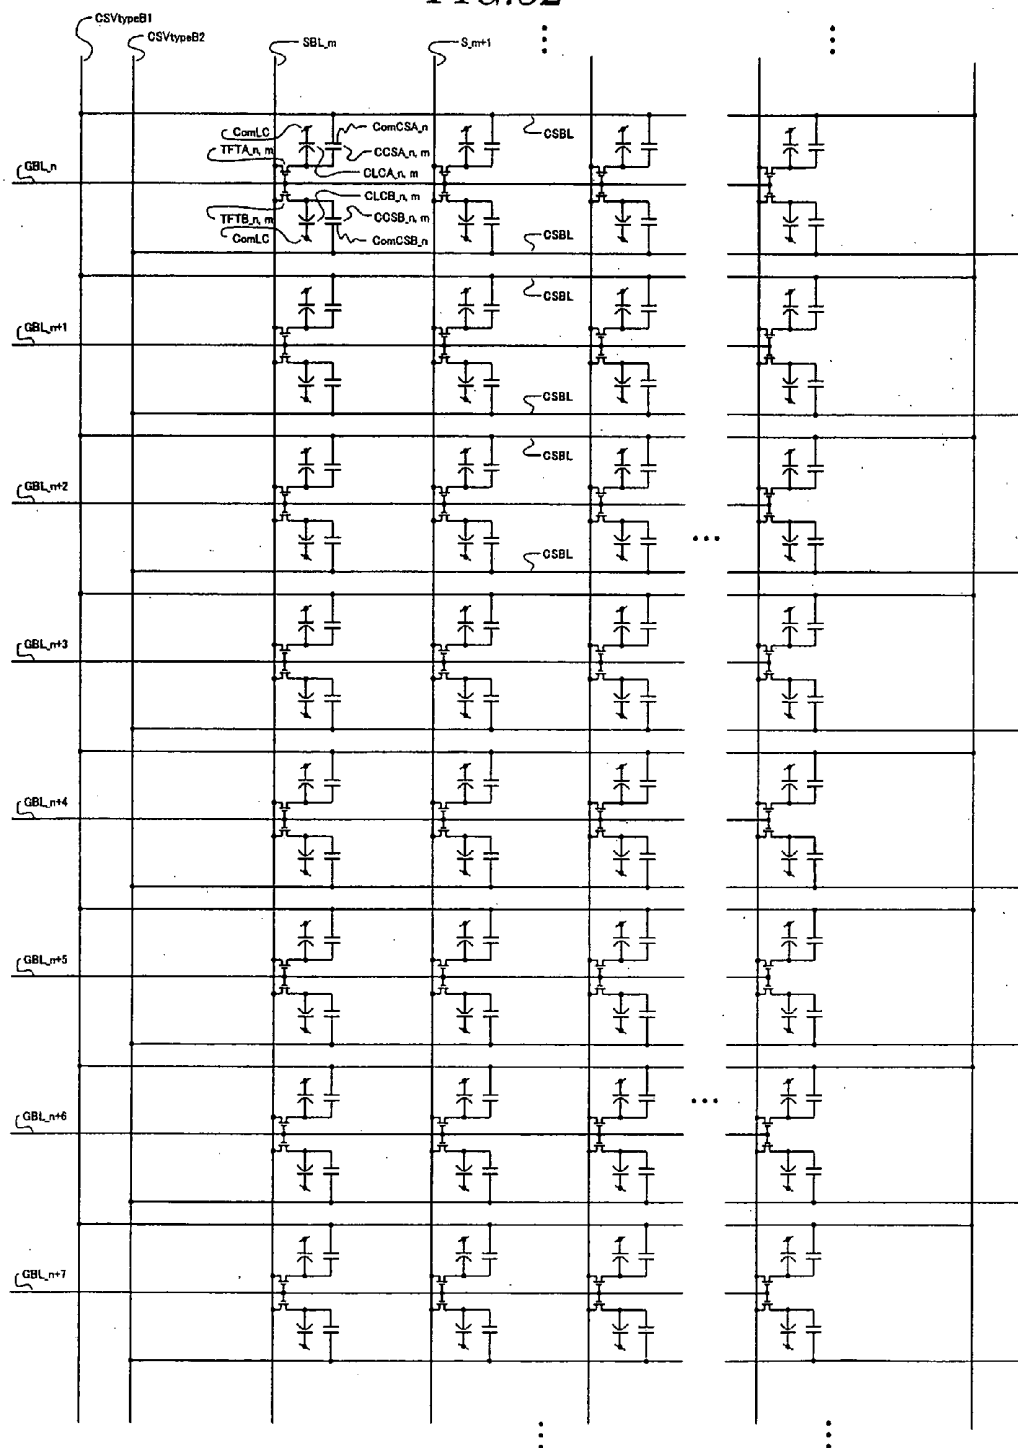 CSVtypeB1
CSVtypeB2
SBL_m
S_m+1
ComLC
ComCSA_n
CSBL
TFTA_n, m
CCSA_n, m
GBL_n
CLCA_n, m
CLCB_n, m
TFTB_n, m
CCSB_n, m
ComLC
ComCSB_n
CSBL
CSBL
GBL_n+1
CSBL
CSBL
GBL_n+2
CSBL
GBL_n+3
GBL_n+4
GBL_n+5
GBL_n+6
GBL_n+7